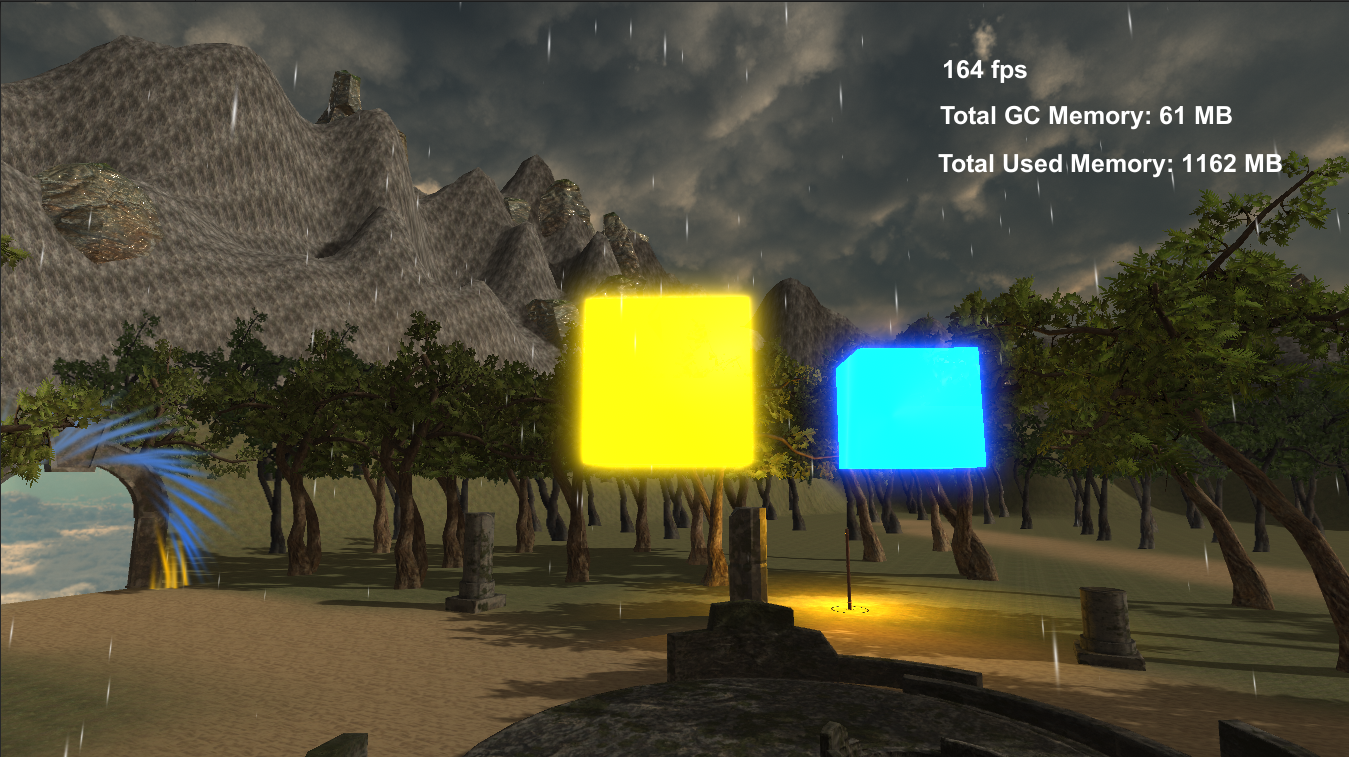 164 fps
Total GC Memory: 61 MB
Total Used Memory: 1162 MB